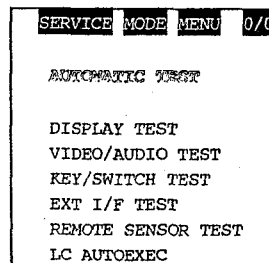 SERVICE MODE MENU 0/0
AUTOMATIC TEST
DISPLAY TEST
VIDEO/AUDIO TEST
KEY/SWITCH TEST
EXT I/F TEST
REMOTE SENSOR TEST
LC AUTOEXEC